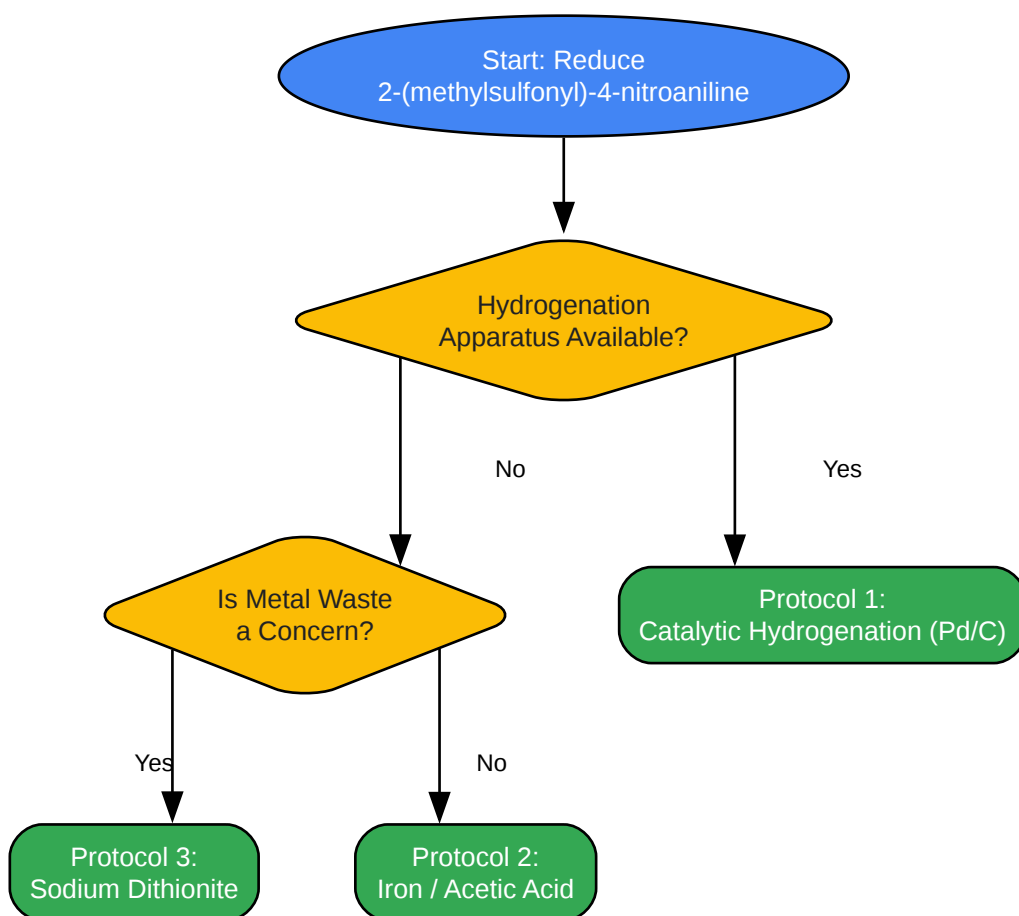 Start: Reduce
2-(methylsulfonyl)-4-nitroaniline
Hydrogenation
Apparatus Available?
No
Yes
Is Metal Waste
a Concern?
Protocol 1:
Catalytic Hydrogenation (Pd/C)
Yes
No
Protocol 3:
Sodium Dithionite
Protocol 2:
Iron / Acetic Acid